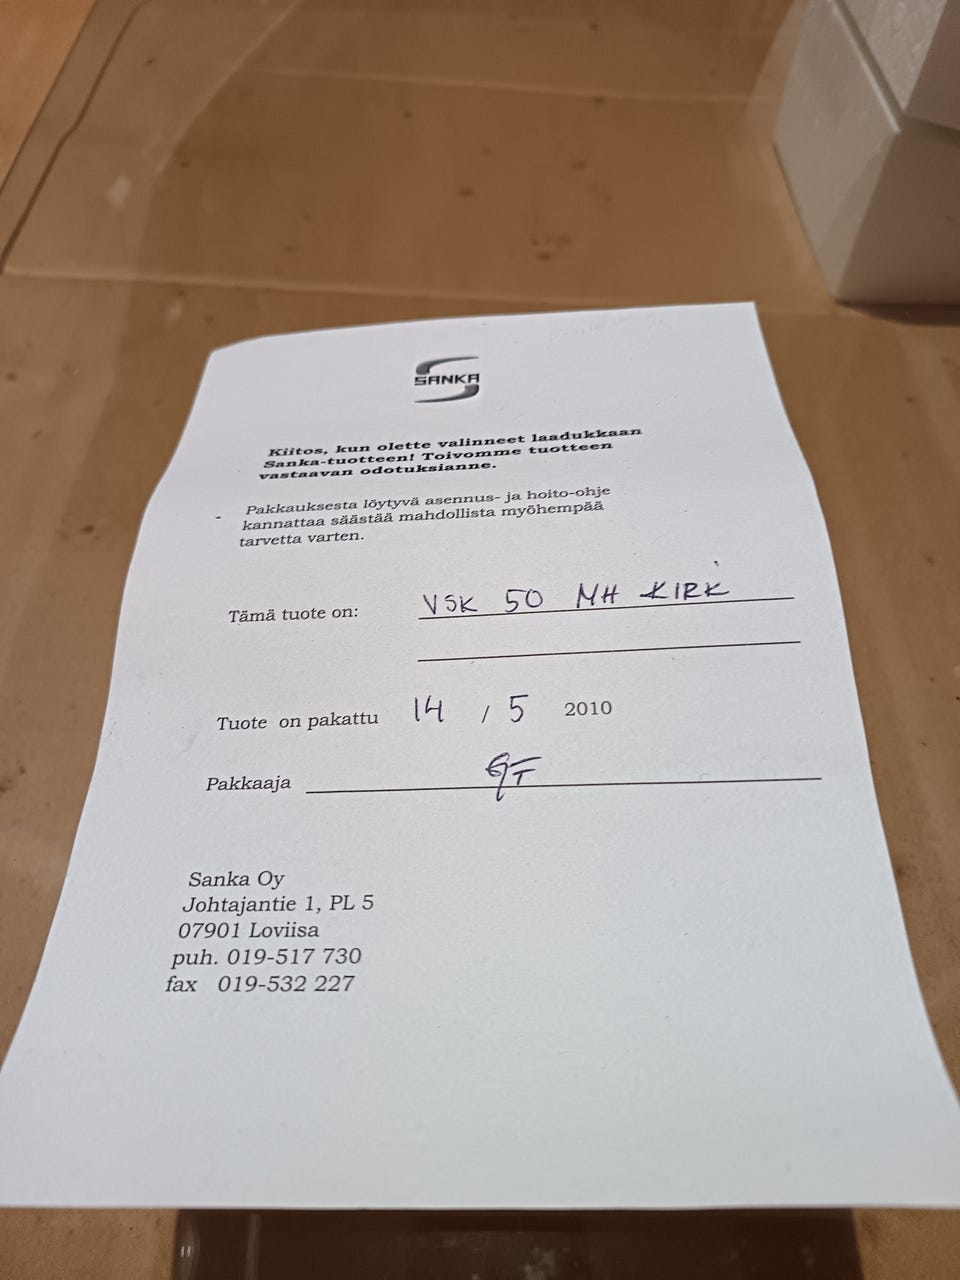 SANKA
Kiitos, kun olette valinneet laadukkaan
Sanka-tuotteen! Toivomme tuotteen
vastaavan odotuksianne.
- Pakkauksesta löytyvä asennus- ja hoito-ohje
kannattaa säästää mahdollista myöhempää
tarvetta varten.
Tämä tuote on: VSK 50 MH KIRK
Tuote on pakattu 14 / 5 2010
Pakkaaja
Sanka Oy
Johtajantie 1, PL 5
07901 Loviisa
puh. 019-517 730
fax 019-532 227